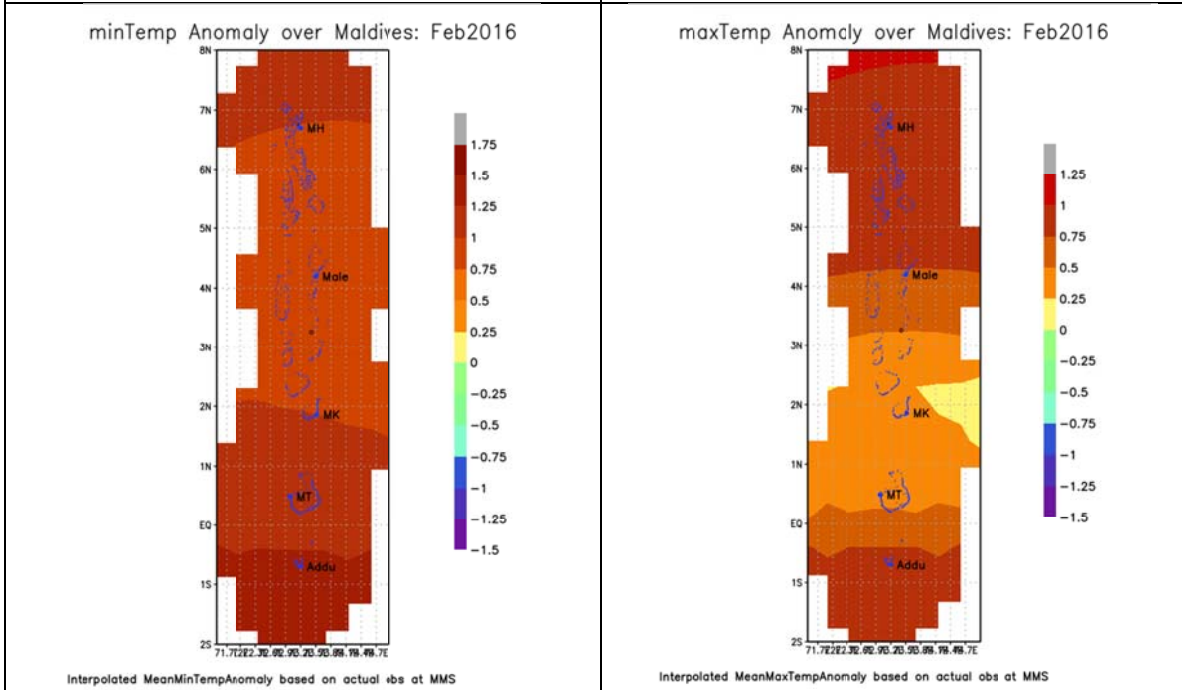 minTemp Anomaly over Maldives: Feb2016
8N
7N
6N
5N
4N
3N
2N
1N
EQ
1S
2S
MH
Male
MK
MT
Addu
1.75
1.5
1.25
1
0.75
0.5
0.25
0
-0.25
-0.5
-0.75
-1
-1.25
-1.5
Interpolated MeanMinTempAnomaly based on actual obs at MMS
maxTemp Anomaly over Maldives: Feb2016
8N
7N
6N
5N
4N
3N
2N
1N
EQ
1S
2S
MH
Male
MK
MT
Addu
1.25
1
0.75
0.5
0.25
0
-0.25
-0.5
-0.75
-1
-1.25
-1.5
Interpolated MeanMaxTempAnomaly based on actual obs at MMS